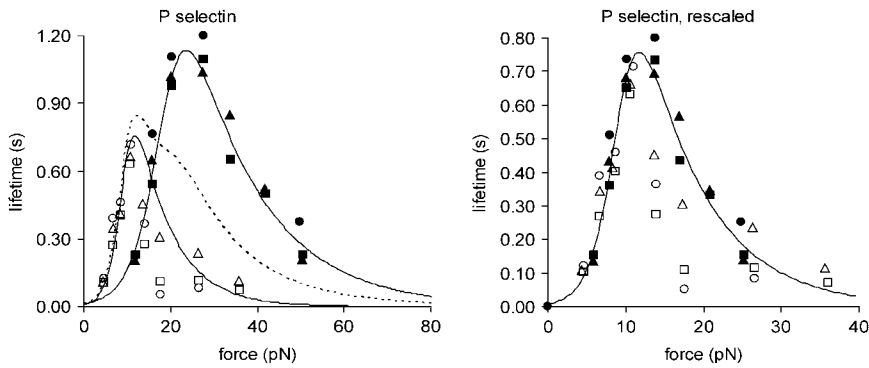 P selectin
1.20
0.90
0.60
0.30
0.00
lifetime (s)
0 20 40 60 80
force (pN)
P selectin, rescaled
0.80
0.70
0.60
0.50
0.40
0.30
0.20
0.10
0.00
lifetime (s)
0 10 20 30 40
force (pN)